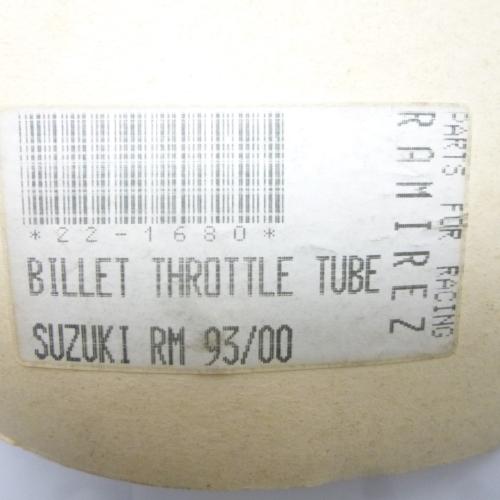 *22-1680*
BILLET THROTTLE TUBE
SUZUKI RM 93/00
RAMIREZ
PARTS FOR RACING